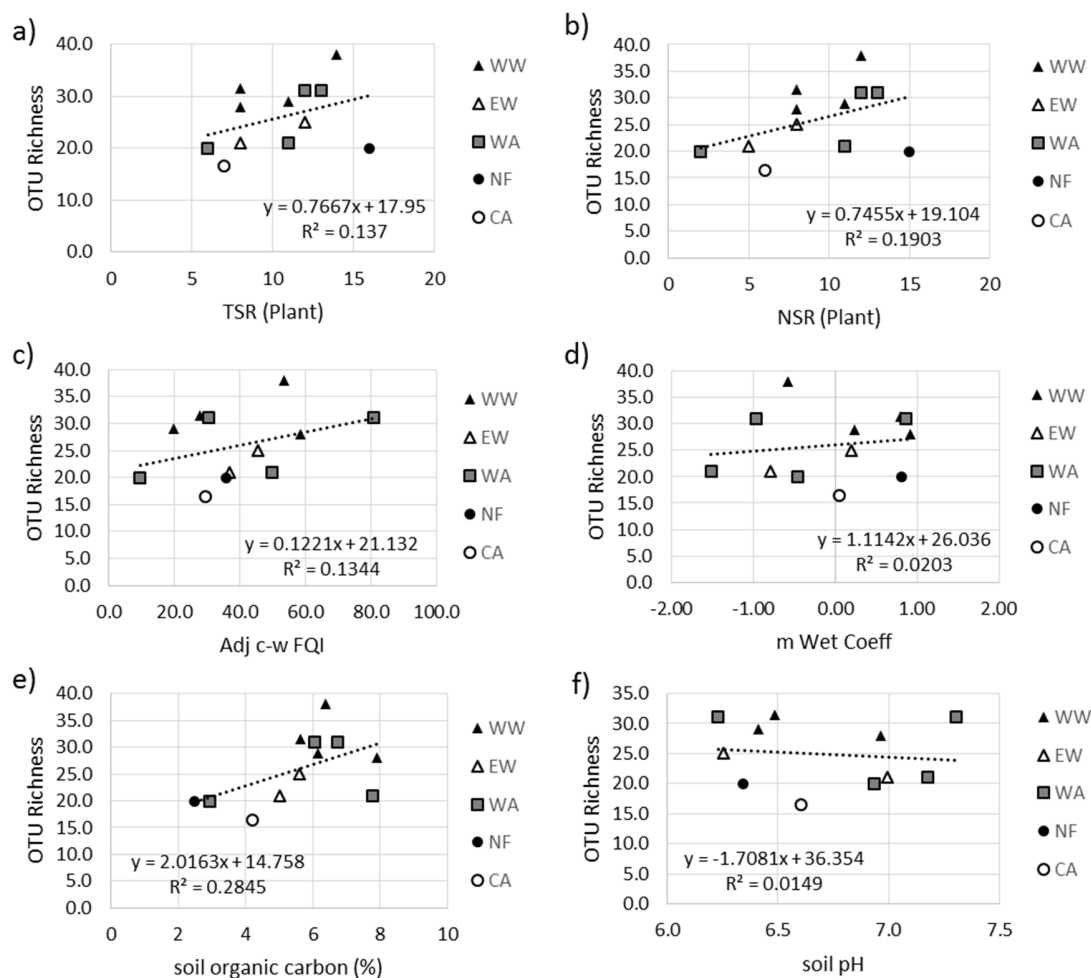 a)
40.0
30.0
20.0
10.0
0.0
OTU Richness
y = 0.7667x + 17.95
R² = 0.137
0 5 10 15 20
TSR (Plant)
WW
EW
WA
NF
CA
b)
40.0
35.0
30.0
25.0
20.0
15.0
10.0
5.0
0.0
OTU Richness
y = 0.7455x + 19.104
R² = 0.1903
0 5 10 15 20
NSR (Plant)
WW
EW
WA
NF
CA
c)
40.0
35.0
30.0
25.0
20.0
15.0
10.0
5.0
0.0
OTU Richness
y = 0.1221x + 21.132
R² = 0.1344
0.0 20.0 40.0 60.0 80.0 100.0
Adj c-w FQI
WW
EW
WA
NF
CA
d)
40.0
35.0
30.0
25.0
20.0
15.0
10.0
5.0
0.0
OTU Richness
y = 1.1142x + 26.036
R² = 0.0203
-2.00 -1.00 0.00 1.00 2.00
m Wet Coeff
WW
EW
WA
NF
CA
e)
40.0
35.0
30.0
25.0
20.0
15.0
10.0
5.0
0.0
OTU Richness
y = 2.0163x + 14.758
R² = 0.2845
0 2 4 6 8 10
soil organic carbon (%)
WW
EW
WA
NF
CA
f)
35.0
30.0
25.0
20.0
15.0
10.0
5.0
0.0
OTU Richness
y = -1.7081x + 36.354
R² = 0.0149
6.0 6.5 7.0 7.5
soil pH
WW
EW
WA
NF
CA